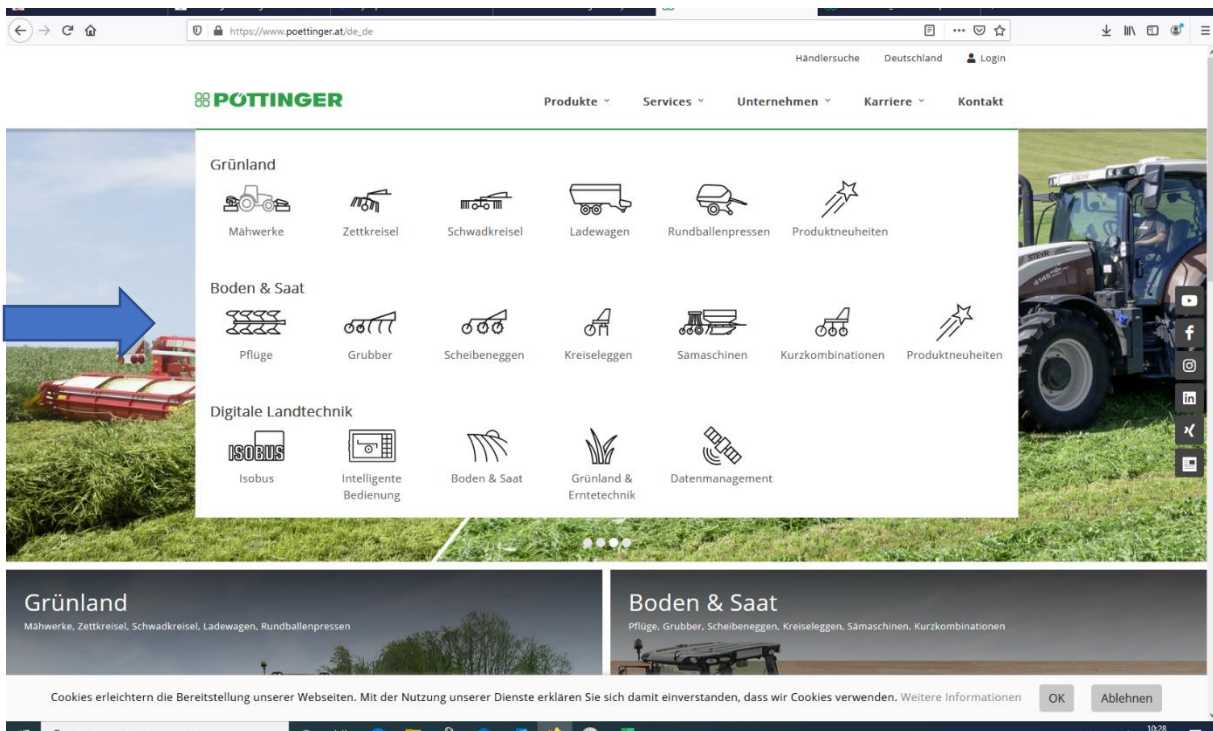 https://www.poettinger.at/de_de
Händlersuche Deutschland Login
PÖTTINGER
Produkte Services Unternehmen Karriere Kontakt
Grünland
Mähwerke Zettkreisel Schwadkreisel Ladewagen Rundballenpressen Produktneuheiten
Boden & Saat
Pflüge Grubber Scheibeneggen Kreiseleggen Sämaschinen Kurzkombinationen Produktneuheiten
Digitale Landtechnik
ISOBUS
Isobus Intelligente Boden & Saat Grünland & Datenmanagement
Bedienung Erntetechnik
STEYR
4145
Grünland
Mähwerke, Zettkreisel, Schwadkreisel, Ladewagen, Rundballenpressen
Boden & Saat
Pflüge, Grubber, Scheibeneggen, Kreiseleggen, Sämaschinen, Kurzkombinationen
Cookies erleichtern die Bereitstellung unserer Webseiten. Mit der Nutzung unserer Dienste erklären Sie sich damit einverstanden, dass wir Cookies verwenden. Weitere Informationen OK Ablehnen
10:28